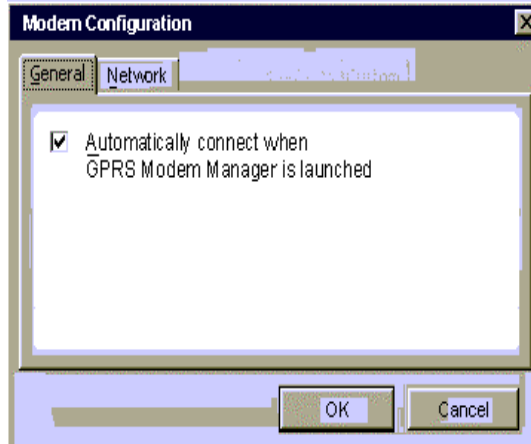 Modem Configuration
General Network
Automatically connect when
GPRS Modem Manager is launched
OK Cancel